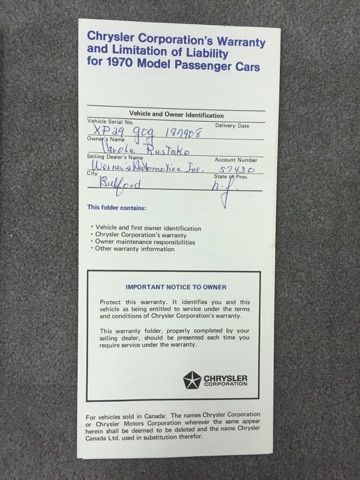 Chrysler Corporation's Warranty
and Limitation of Liability
for 1970 Model Passenger Cars
Vehicle and Owner Identification
Vehicle Serial No. Delivery Date
XP29 G0G 187908
Owner's Name
Rustako
Selling Dealer's Name Account Number
Werner Automotive Inc. 57430
City State or Prov.
N.J.
This folder contains:
• Vehicle and first owner identification
• Chrysler Corporation's warranty
• Owner maintenance responsibilities
• Other warranty information
IMPORTANT NOTICE TO OWNER
Protect this warranty. It identifies you and this
vehicle as being entitled to service under the terms
and conditions of Chrysler Corporation's warranty.
This warranty folder, properly completed by your
selling dealer, should be presented each time you
require service under the warranty.
CHRYSLER
CORPORATION
For vehicles sold in Canada: The names Chrysler Corporation
or Chrysler Motors Corporation wherever the same appear
herein shall be deemed to be deleted and the name Chrysler
Canada Ltd. used in substitution therefor.